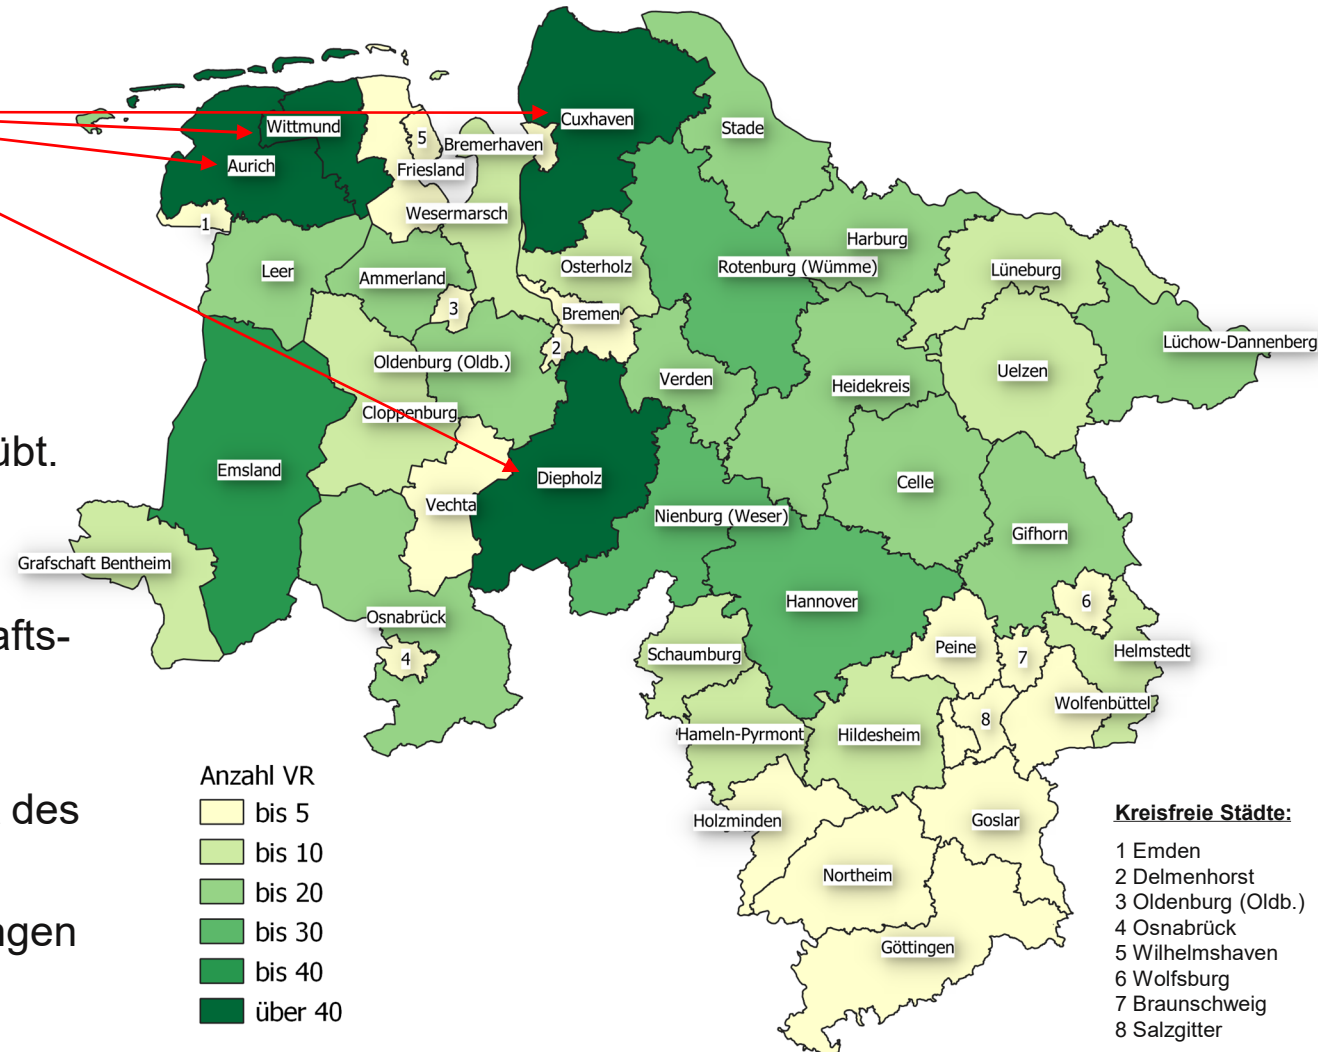 übt.
afts-
des
ngen
Cuxhaven
Wittmund
Stade
5
Bremerhaven
Aurich
Friesland
Wesermarsch
1
Harburg
Osterholz
Rotenburg (Wümme)
Lüneburg
Leer
Ammerland
3
Bremen
2
Lüchow-Dannenberg
Oldenburg (Oldb.)
Verden
Heidekreis
Uelzen
Cloppenburg
Emsland
Diepholz
Celle
Vechta
Nienburg (Weser)
Gifhorn
Grafschaft Bentheim
Hannover
6
Osnabrück
4
Schaumburg
Peine
7
Helmstedt
Wolfenbüttel
8
Hameln-Pyrmont
Hildesheim
Holzminden
Goslar
Northeim
Göttingen
Anzahl VR
bis 5
bis 10
bis 20
bis 30
bis 40
über 40
Kreisfreie Städte:
1 Emden
2 Delmenhorst
3 Oldenburg (Oldb.)
4 Osnabrück
5 Wilhelmshaven
6 Wolfsburg
7 Braunschweig
8 Salzgitter